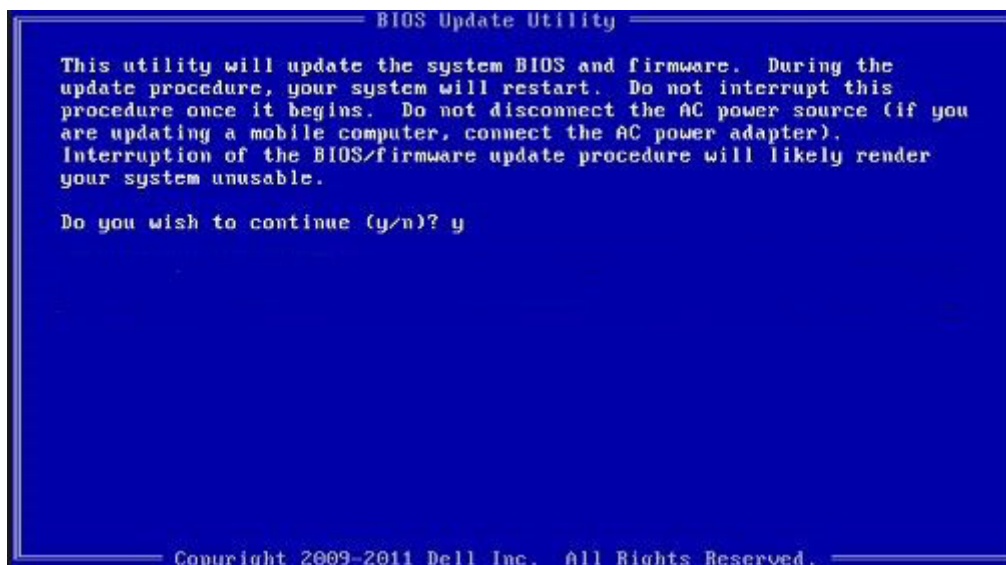 BIOS Update Utility
This utility will update the system BIOS and firmware. During the
update procedure, your system will restart. Do not interrupt this
procedure once it begins. Do not disconnect the AC power source (if you
are updating a mobile computer, connect the AC power adapter).
Interruption of the BIOS/firmware update procedure will likely render
your system unusable.
Do you wish to continue (y/n)? y
Copyright 2009-2011 Dell Inc. All Rights Reserved.